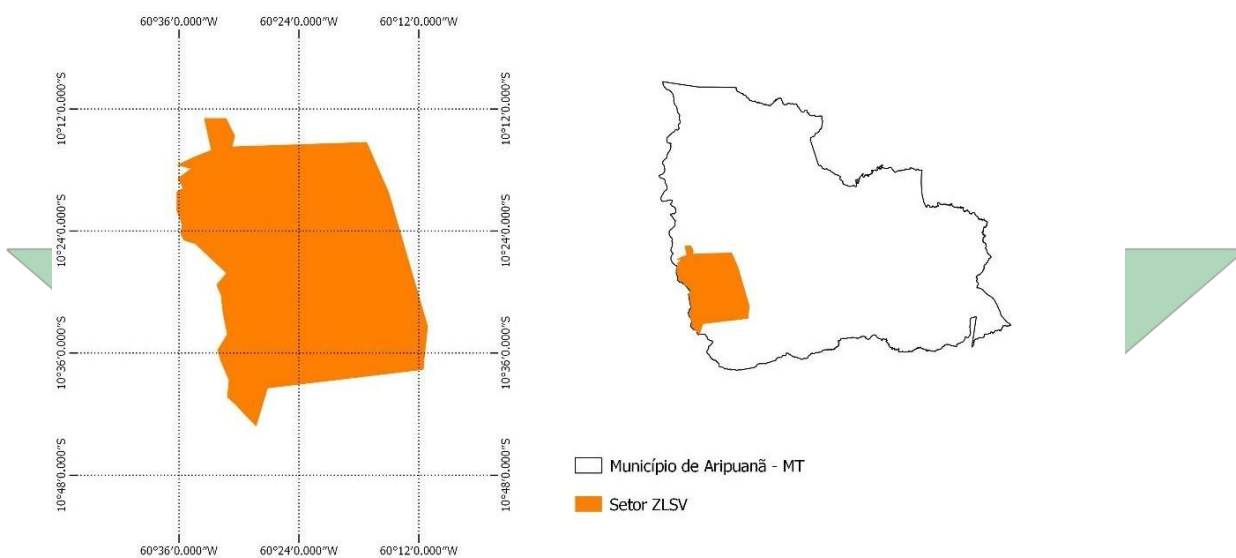 60°36′0.000″W 60°24′0.000″W 60°12′0.000″W
10°12′0.000″S 10°12′0.000″S
10°24′0.000″S 10°24′0.000″S
10°36′0.000″S 10°36′0.000″S
10°48′0.000″S 10°48′0.000″S
60°36′0.000″W 60°24′0.000″W 60°12′0.000″W
Município de Aripuanã - MT
Setor ZLSV